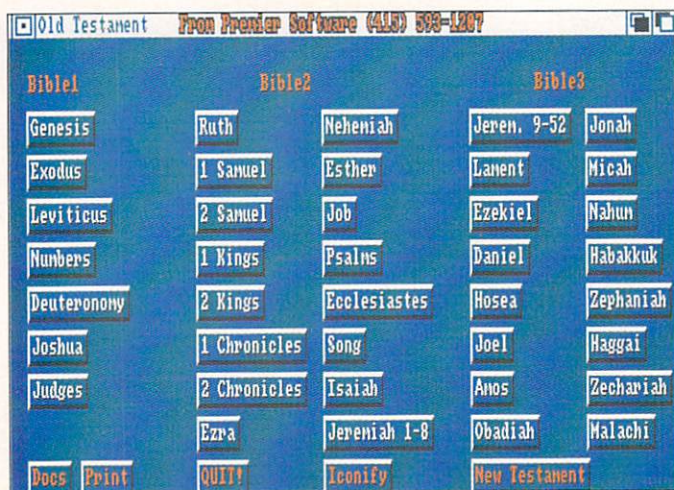 Old Testament From Premier Software (415) 593-1207
Bible1 Bible2 Bible3
Genesis Ruth Nehemiah Jerem. 9-52 Jonah
Exodus 1 Samuel Esther Lament Micah
Leviticus 2 Samuel Job Ezekiel Nahum
Numbers 1 Kings Psalms Daniel Habakkuk
Deuteronomy 2 Kings Ecclesiastes Hosea Zephaniah
Joshua 1 Chronicles Song Joel Haggai
Judges 2 Chronicles Isaiah Amos Zechariah
Ezra Jeremiah 1-8 Obadiah Malachi
Docs Print QUIT! Iconify New Testament